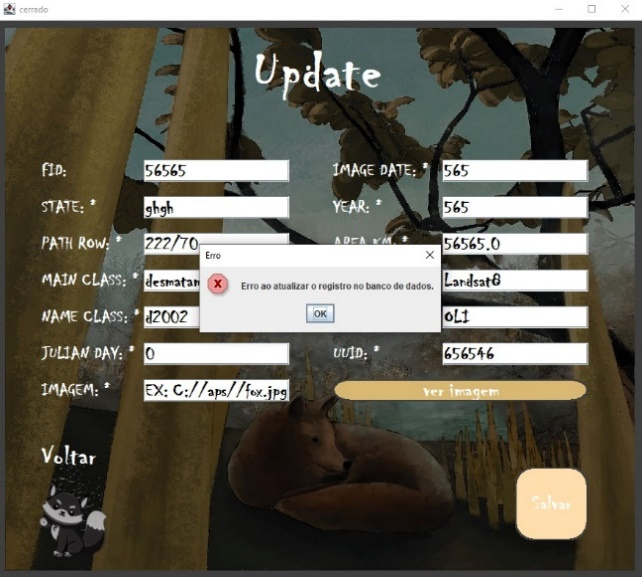 cerrado
Update
FID: 56565 IMAGE DATE: * 565
STATE: * ghgh YEAR: * 565
PATH ROW: * 222/70 AREA KM: * 56565.0
Erro
MAIN CLASS: * desmatam Landsat8
Erro ao atualizar o registro no banco de dados.
OK
NAME CLASS: * d2002 OLI
JULIAN DAY: * 0 UUID: * 656546
IMAGEM: * EX: C://aps//fox.jpg ver imagem
Voltar
Salvar